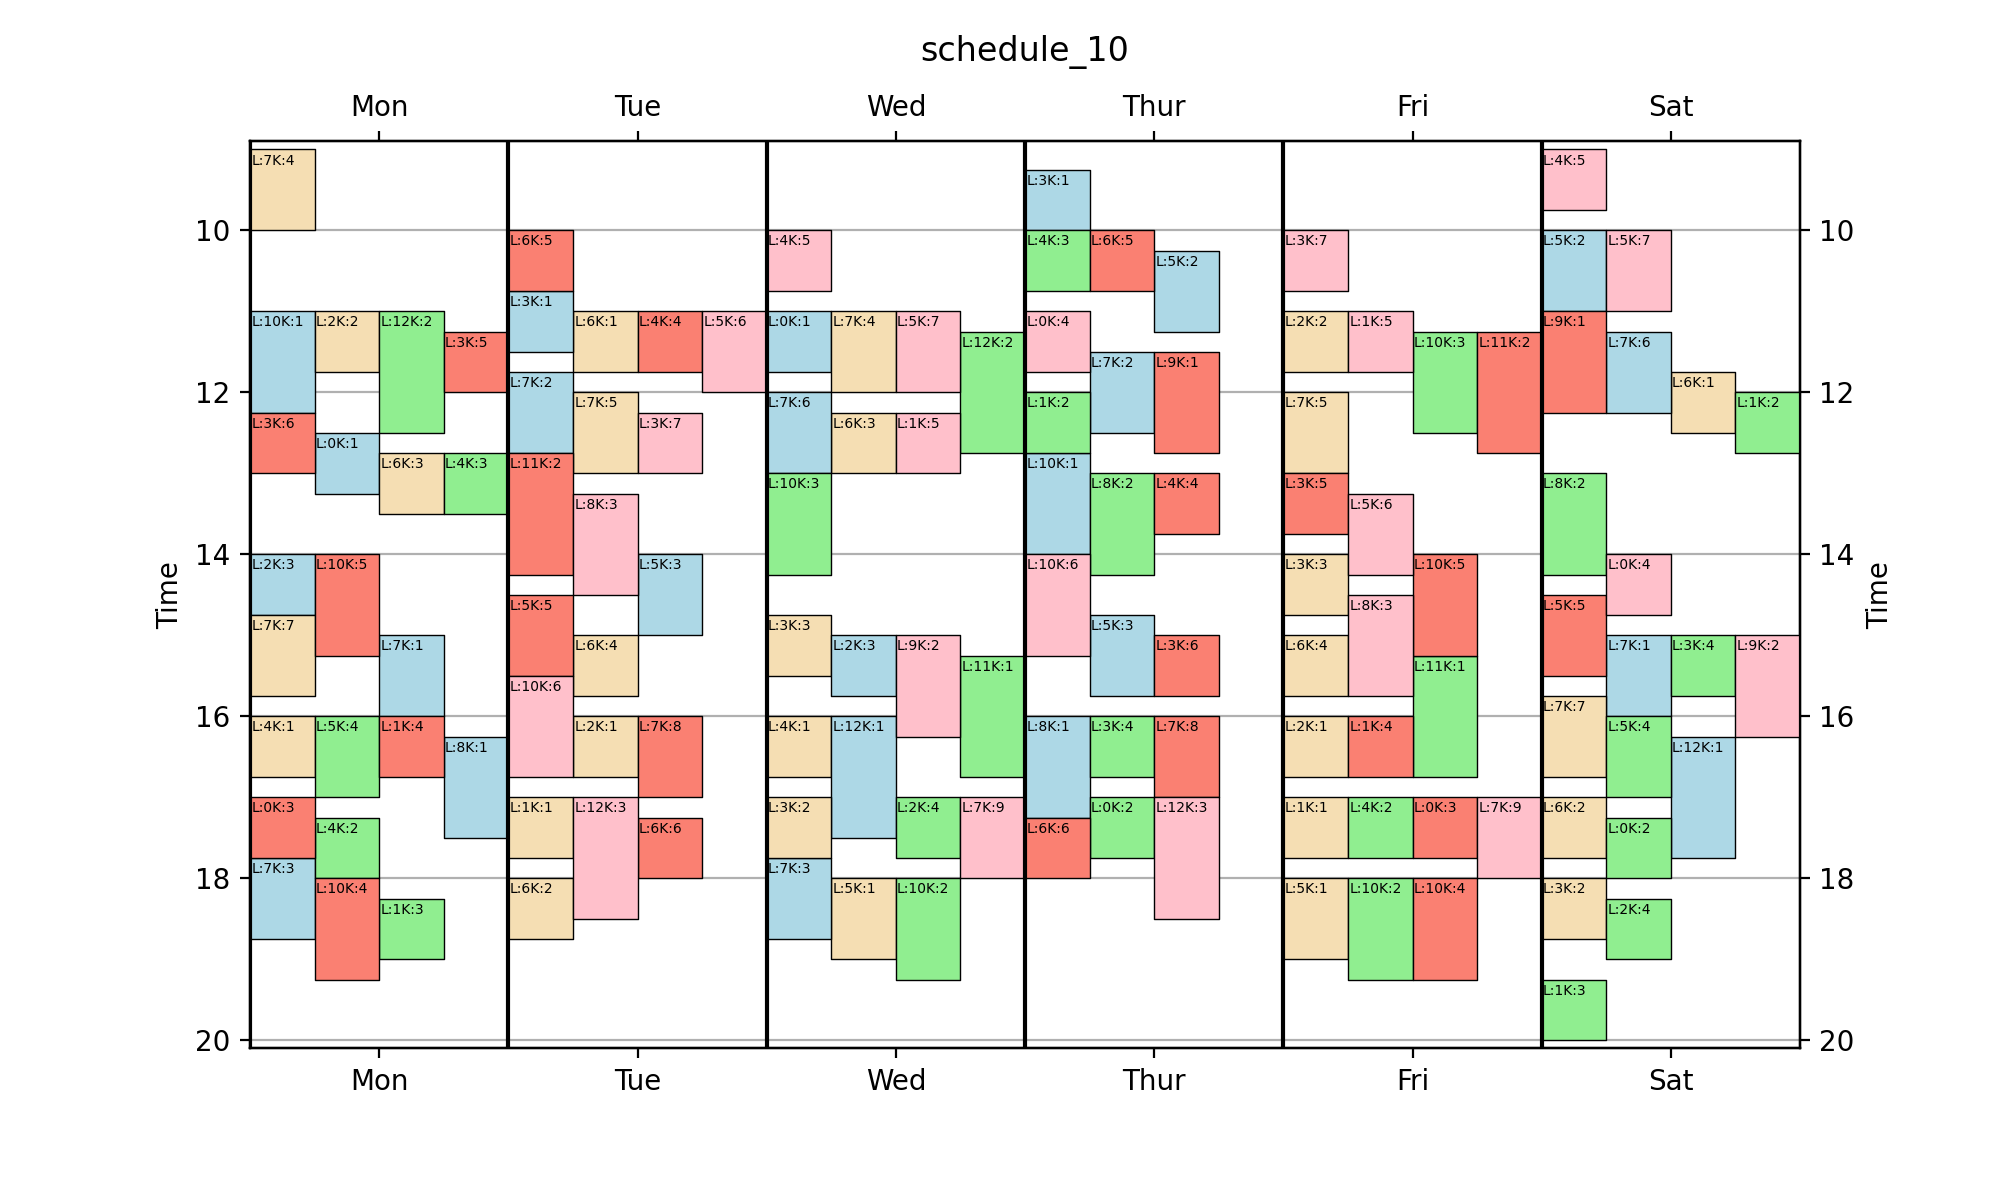 schedule_10
Mon Tue Wed Thur Fri Sat
L:7K:4
L:4K:5
L:3K:1
10 10
L:6K:5
L:4K:5
L:4K:3 L:6K:5
L:3K:7
L:5K:2 L:5K:7
L:5K:2
L:3K:1
L:10K:1 L:2K:2 L:12K:2
L:6K:1 L:4K:4 L:5K:6
L:0K:1 L:7K:4 L:5K:7
L:0K:4
L:2K:2 L:1K:5
L:9K:1
L:3K:5
L:12K:2
L:10K:3 L:11K:2
L:7K:6
L:7K:2 L:9K:1
L:7K:2
L:6K:1
12 12
L:7K:5
L:7K:6
L:1K:2
L:7K:5
L:1K:2
L:3K:6
L:3K:7
L:6K:3 L:1K:5
L:0K:1
L:6K:3 L:4K:3
L:11K:2
L:10K:1
L:10K:3
L:8K:2 L:4K:4
L:3K:5
L:8K:2
L:8K:3
L:5K:6
14 14
L:2K:3 L:10K:5
L:5K:3
L:10K:6
L:3K:3
L:10K:5
L:0K:4
L:5K:5
L:8K:3
L:5K:5
L:7K:7
L:3K:3
L:5K:3
L:7K:1
L:6K:4
L:2K:3 L:9K:2
L:3K:6
L:6K:4
L:7K:1 L:3K:4 L:9K:2
L:11K:1
L:11K:1
L:10K:6
L:7K:7
16 16
L:4K:1 L:5K:4 L:1K:4
L:2K:1 L:7K:8
L:4K:1 L:12K:1
L:8K:1 L:3K:4 L:7K:8
L:2K:1 L:1K:4
L:5K:4
L:8K:1
L:12K:1
L:0K:3
L:1K:1 L:12K:3
L:3K:2
L:2K:4 L:7K:9
L:0K:2 L:12K:3
L:1K:1 L:4K:2 L:0K:3 L:7K:9
L:6K:2
L:4K:2
L:6K:6
L:6K:6
L:0K:2
L:7K:3
L:7K:3
18 18
L:10K:4
L:6K:2
L:5K:1 L:10K:2
L:5K:1 L:10K:2 L:10K:4
L:3K:2
L:1K:3
L:2K:4
L:1K:3
20 20
Time Time
Mon Tue Wed Thur Fri Sat